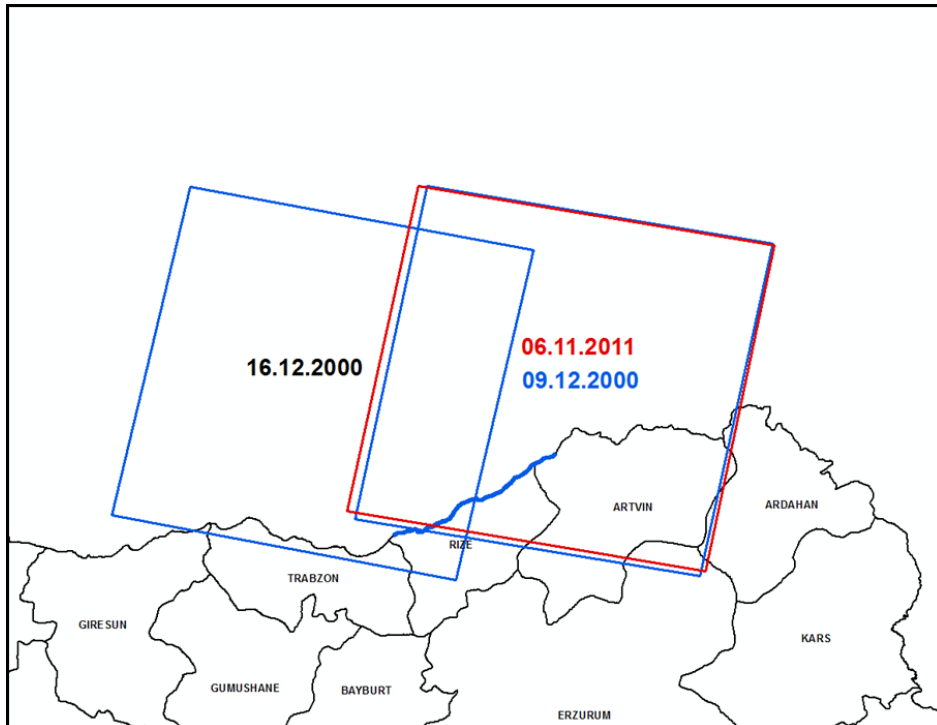 06.11.2011
16.12.2000
09.12.2000
ARTVIN
ARDAHAN
RIZE
TRABZON
GIRESUN
KARS
GUMUSHANE
BAYBURT
ERZURUM